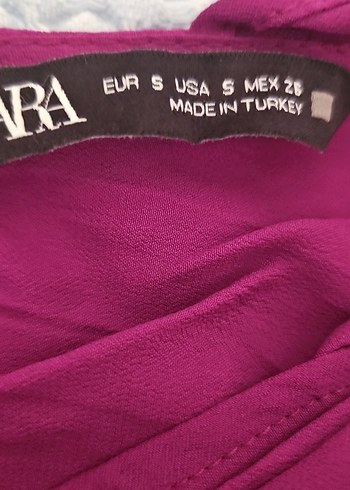 ARA
EUR S USA S MEX 26
MADE IN TURKEY